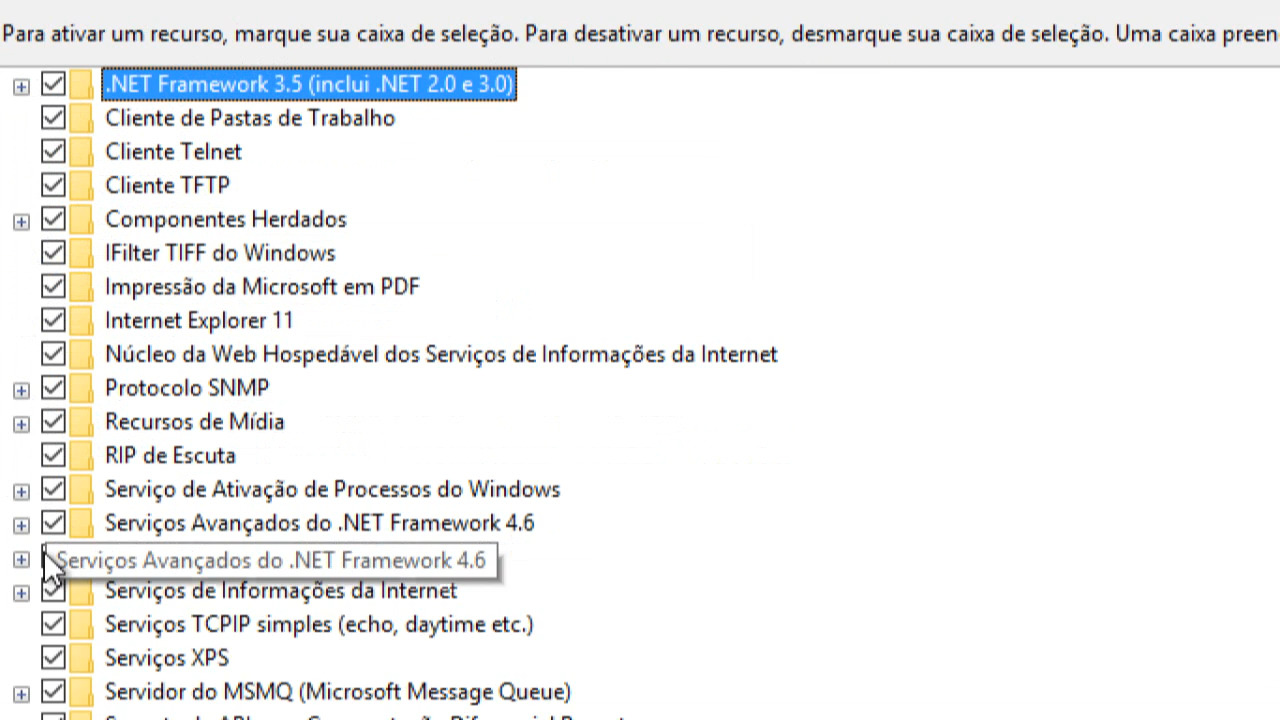 Para ativar um recurso, marque sua caixa de seleção. Para desativar um recurso, desmarque sua caixa de seleção. Uma caixa preen
.NET Framework 3.5 (inclui .NET 2.0 e 3.0)
Cliente de Pastas de Trabalho
Cliente Telnet
Cliente TFTP
Componentes Herdados
IFilter TIFF do Windows
Impressão da Microsoft em PDF
Internet Explorer 11
Núcleo da Web Hospedável dos Serviços de Informações da Internet
Protocolo SNMP
Recursos de Mídia
RIP de Escuta
Serviço de Ativação de Processos do Windows
Serviços Avançados do .NET Framework 4.6
Serviços Avançados do .NET Framework 4.6
Serviços de Informações da Internet
Serviços TCPIP simples (echo, daytime etc.)
Serviços XPS
Servidor do MSMQ (Microsoft Message Queue)